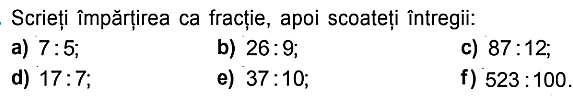 Scrieți împărțirea ca fracție, apoi scoateți întregii:
a) 7 : 5; b) 26 : 9; c) 87 : 12;
d) 17 : 7; e) 37 : 10; f) 523 : 100.